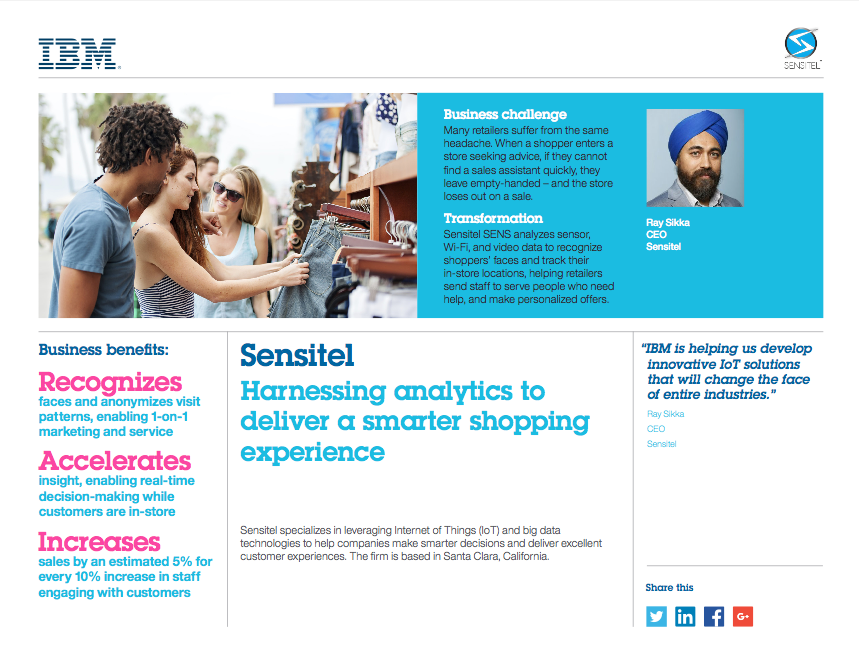 IBM
SENSITEL
Business challenge
Many retailers suffer from the same
headache. When a shopper enters a
store seeking advice, if they cannot
find a sales assistant quickly, they
leave empty-handed – and the store
loses out on a sale.
Transformation
Sensitel SENS analyzes sensor,
Wi-Fi, and video data to recognize
shoppers' faces and track their
in-store locations, helping retailers
send staff to serve people who need
help, and make personalized offers.
Ray Sikka
CEO
Sensitel
Business benefits:
Recognizes
faces and anonymizes visit
patterns, enabling 1-on-1
marketing and service
Accelerates
insight, enabling real-time
decision-making while
customers are in-store
Increases
sales by an estimated 5% for
every 10% increase in staff
engaging with customers
Sensitel
Harnessing analytics to
deliver a smarter shopping
experience
Sensitel specializes in leveraging Internet of Things (IoT) and big data
technologies to help companies make smarter decisions and deliver excellent
customer experiences. The firm is based in Santa Clara, California.
"IBM is helping us develop
innovative IoT solutions
that will change the face
of entire industries."
Ray Sikka
CEO
Sensitel
Share this
in
f
G+